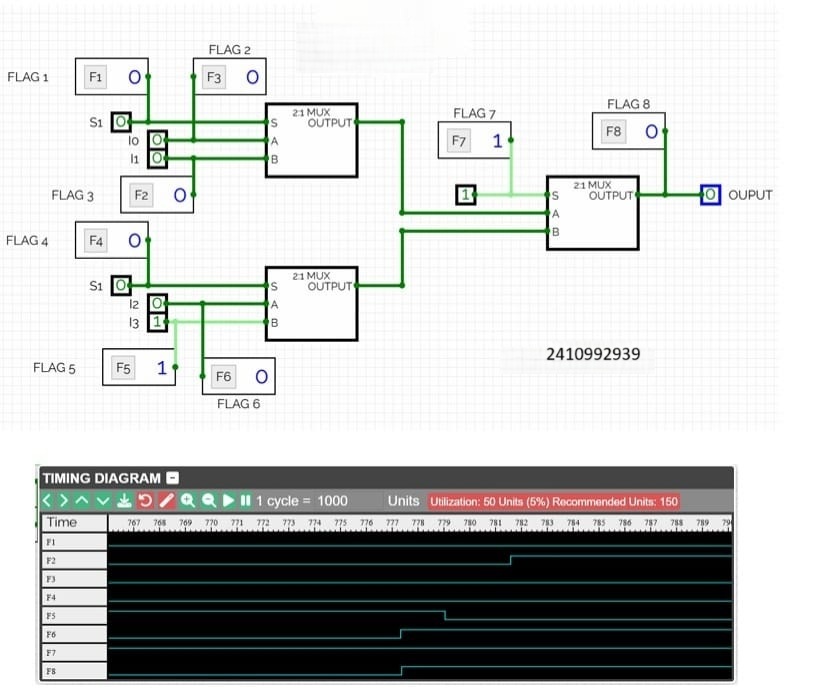 FLAG 2
FLAG 1 F1 0 F3 0
FLAG 8
S1 0 S 2:1 MUX OUTPUT FLAG 7
I0 0 A F7 1 F8 0
I1 0 B
FLAG 3 F2 0 1 S 2:1 MUX OUTPUT 0 OUPUT
A
FLAG 4 F4 0 B
S1 0 S 2:1 MUX OUTPUT
I2 0 A
I3 1 B
2410992939
FLAG 5 F5 1 F6 0
FLAG 6
TIMING DIAGRAM
1 cycle = 1000 Units Utilization: 50 Units (5%) Recommended Units: 150
Time 767 768 769 770 771 772 773 774 775 776 777 778 779 780 781 782 783 784 785 786 787 788 789 79
F1
F2
F3
F4
F5
F6
F7
F8